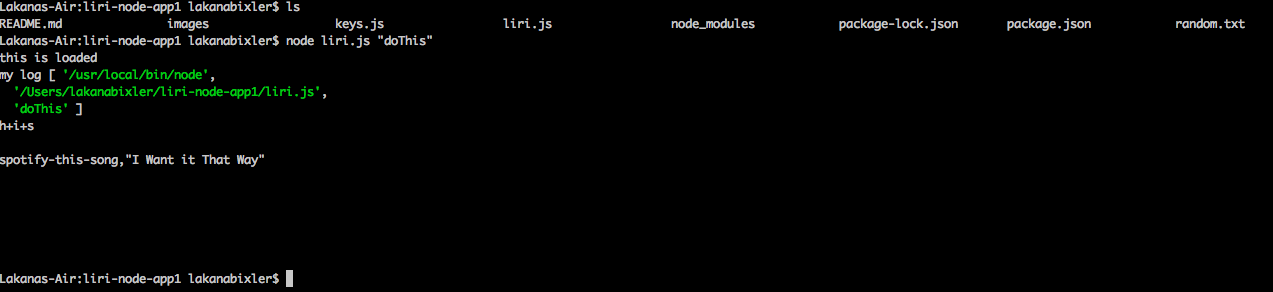 Lakanas-Air:liri-node-app1 lakanabixler$ ls
README.md images keys.js liri.js node_modules package-lock.json package.json random.txt
Lakanas-Air:liri-node-app1 lakanabixler$ node liri.js "doThis"
this is loaded
my log [ '/usr/local/bin/node',
'/Users/lakanabixler/liri-node-app1/liri.js',
'doThis' ]
h+i+s
spotify-this-song,"I Want it That Way"
Lakanas-Air:liri-node-app1 lakanabixler$